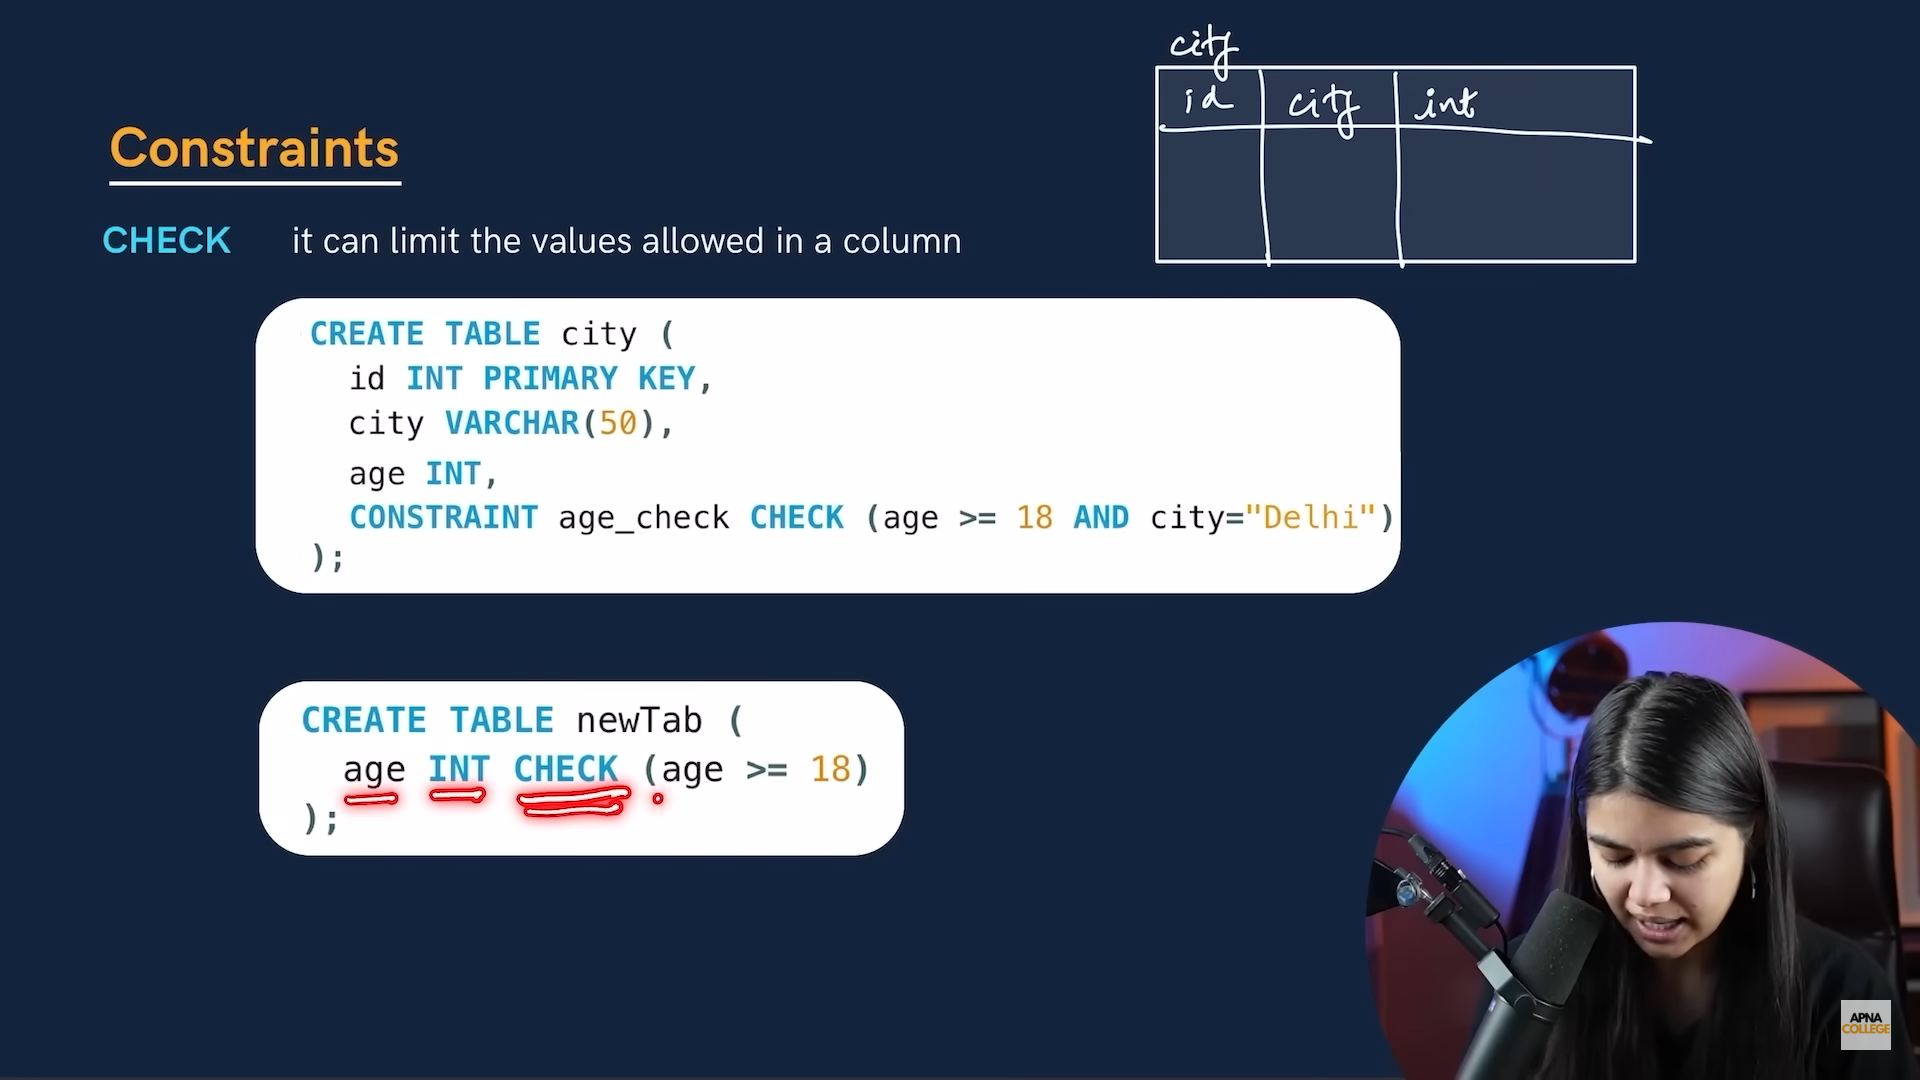 city
id city int
Constraints
CHECK it can limit the values allowed in a column
CREATE TABLE city (
id INT PRIMARY KEY,
city VARCHAR(50),
age INT,
CONSTRAINT age_check CHECK (age >= 18 AND city="Delhi")
);
CREATE TABLE newTab (
age INT CHECK (age >= 18)
);
APNA
COLLEGE